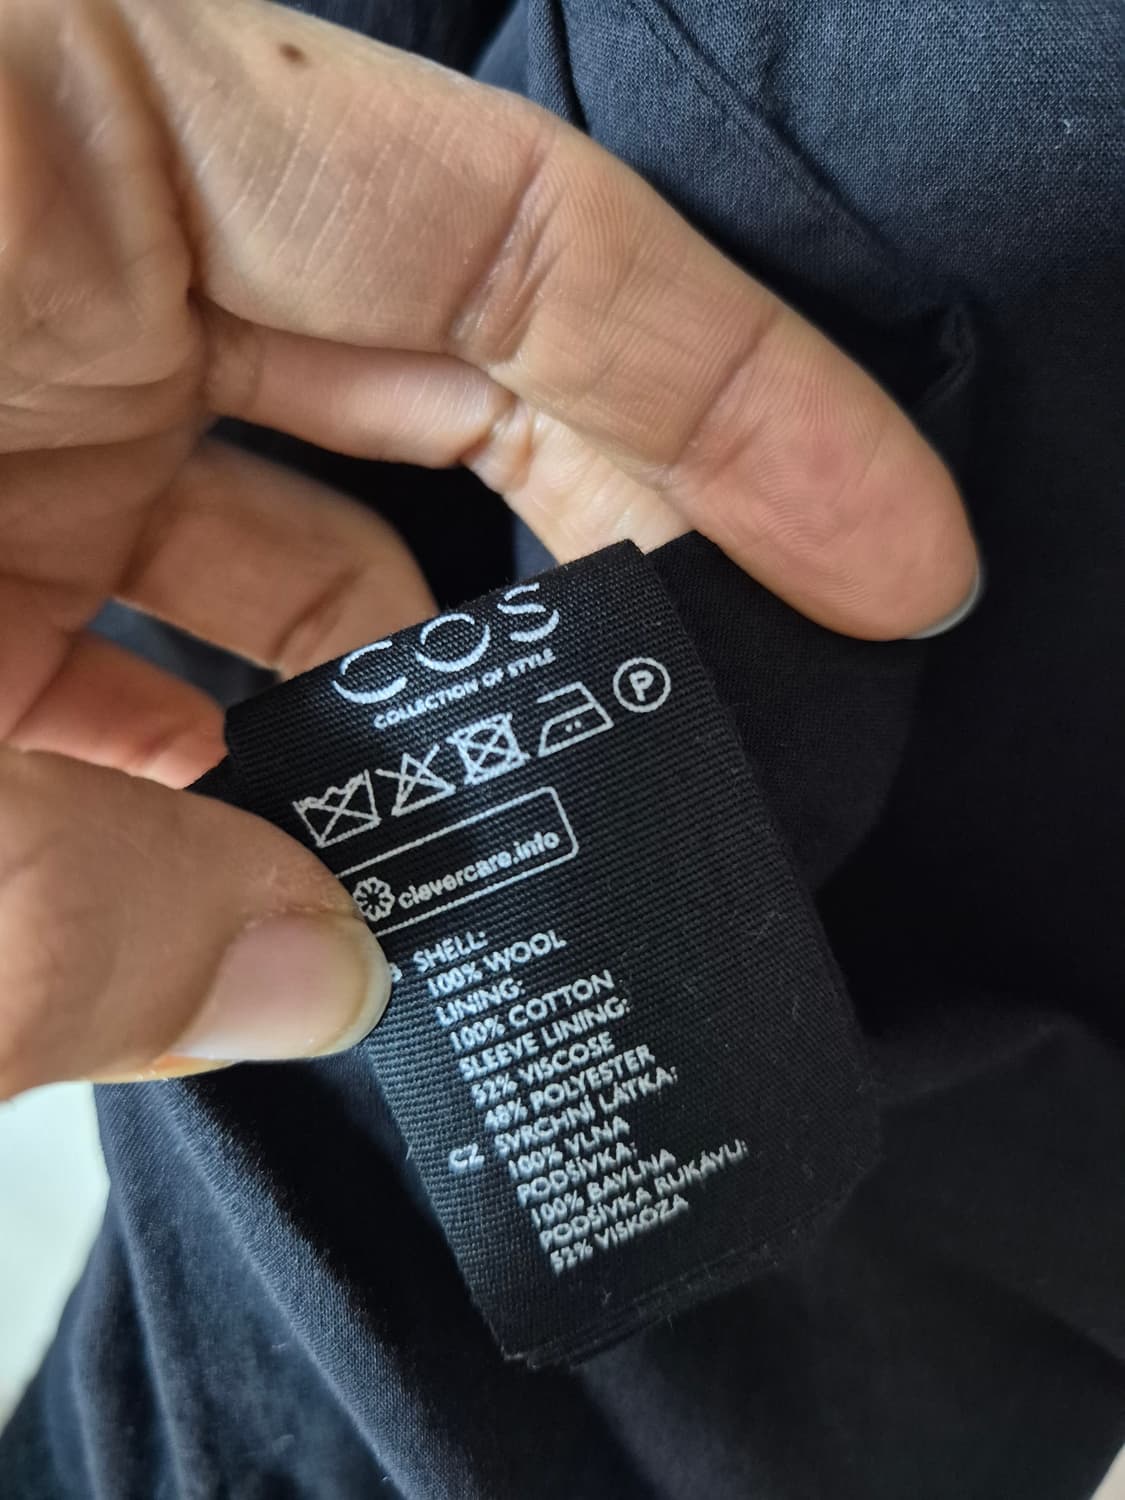 COS
COLLECTION OF STYLE
P
clevercare.info
SHELL:
100% WOOL
LINING:
100% COTTON
SLEEVE LINING:
52% VISCOSE
48% POLYESTER
CZ SVRCHNÍ LÁTKA:
100% VLNA
PODŠÍVKA:
100% BAVLNA
PODŠÍVKA RUKÁVU:
52% VISKÓZA